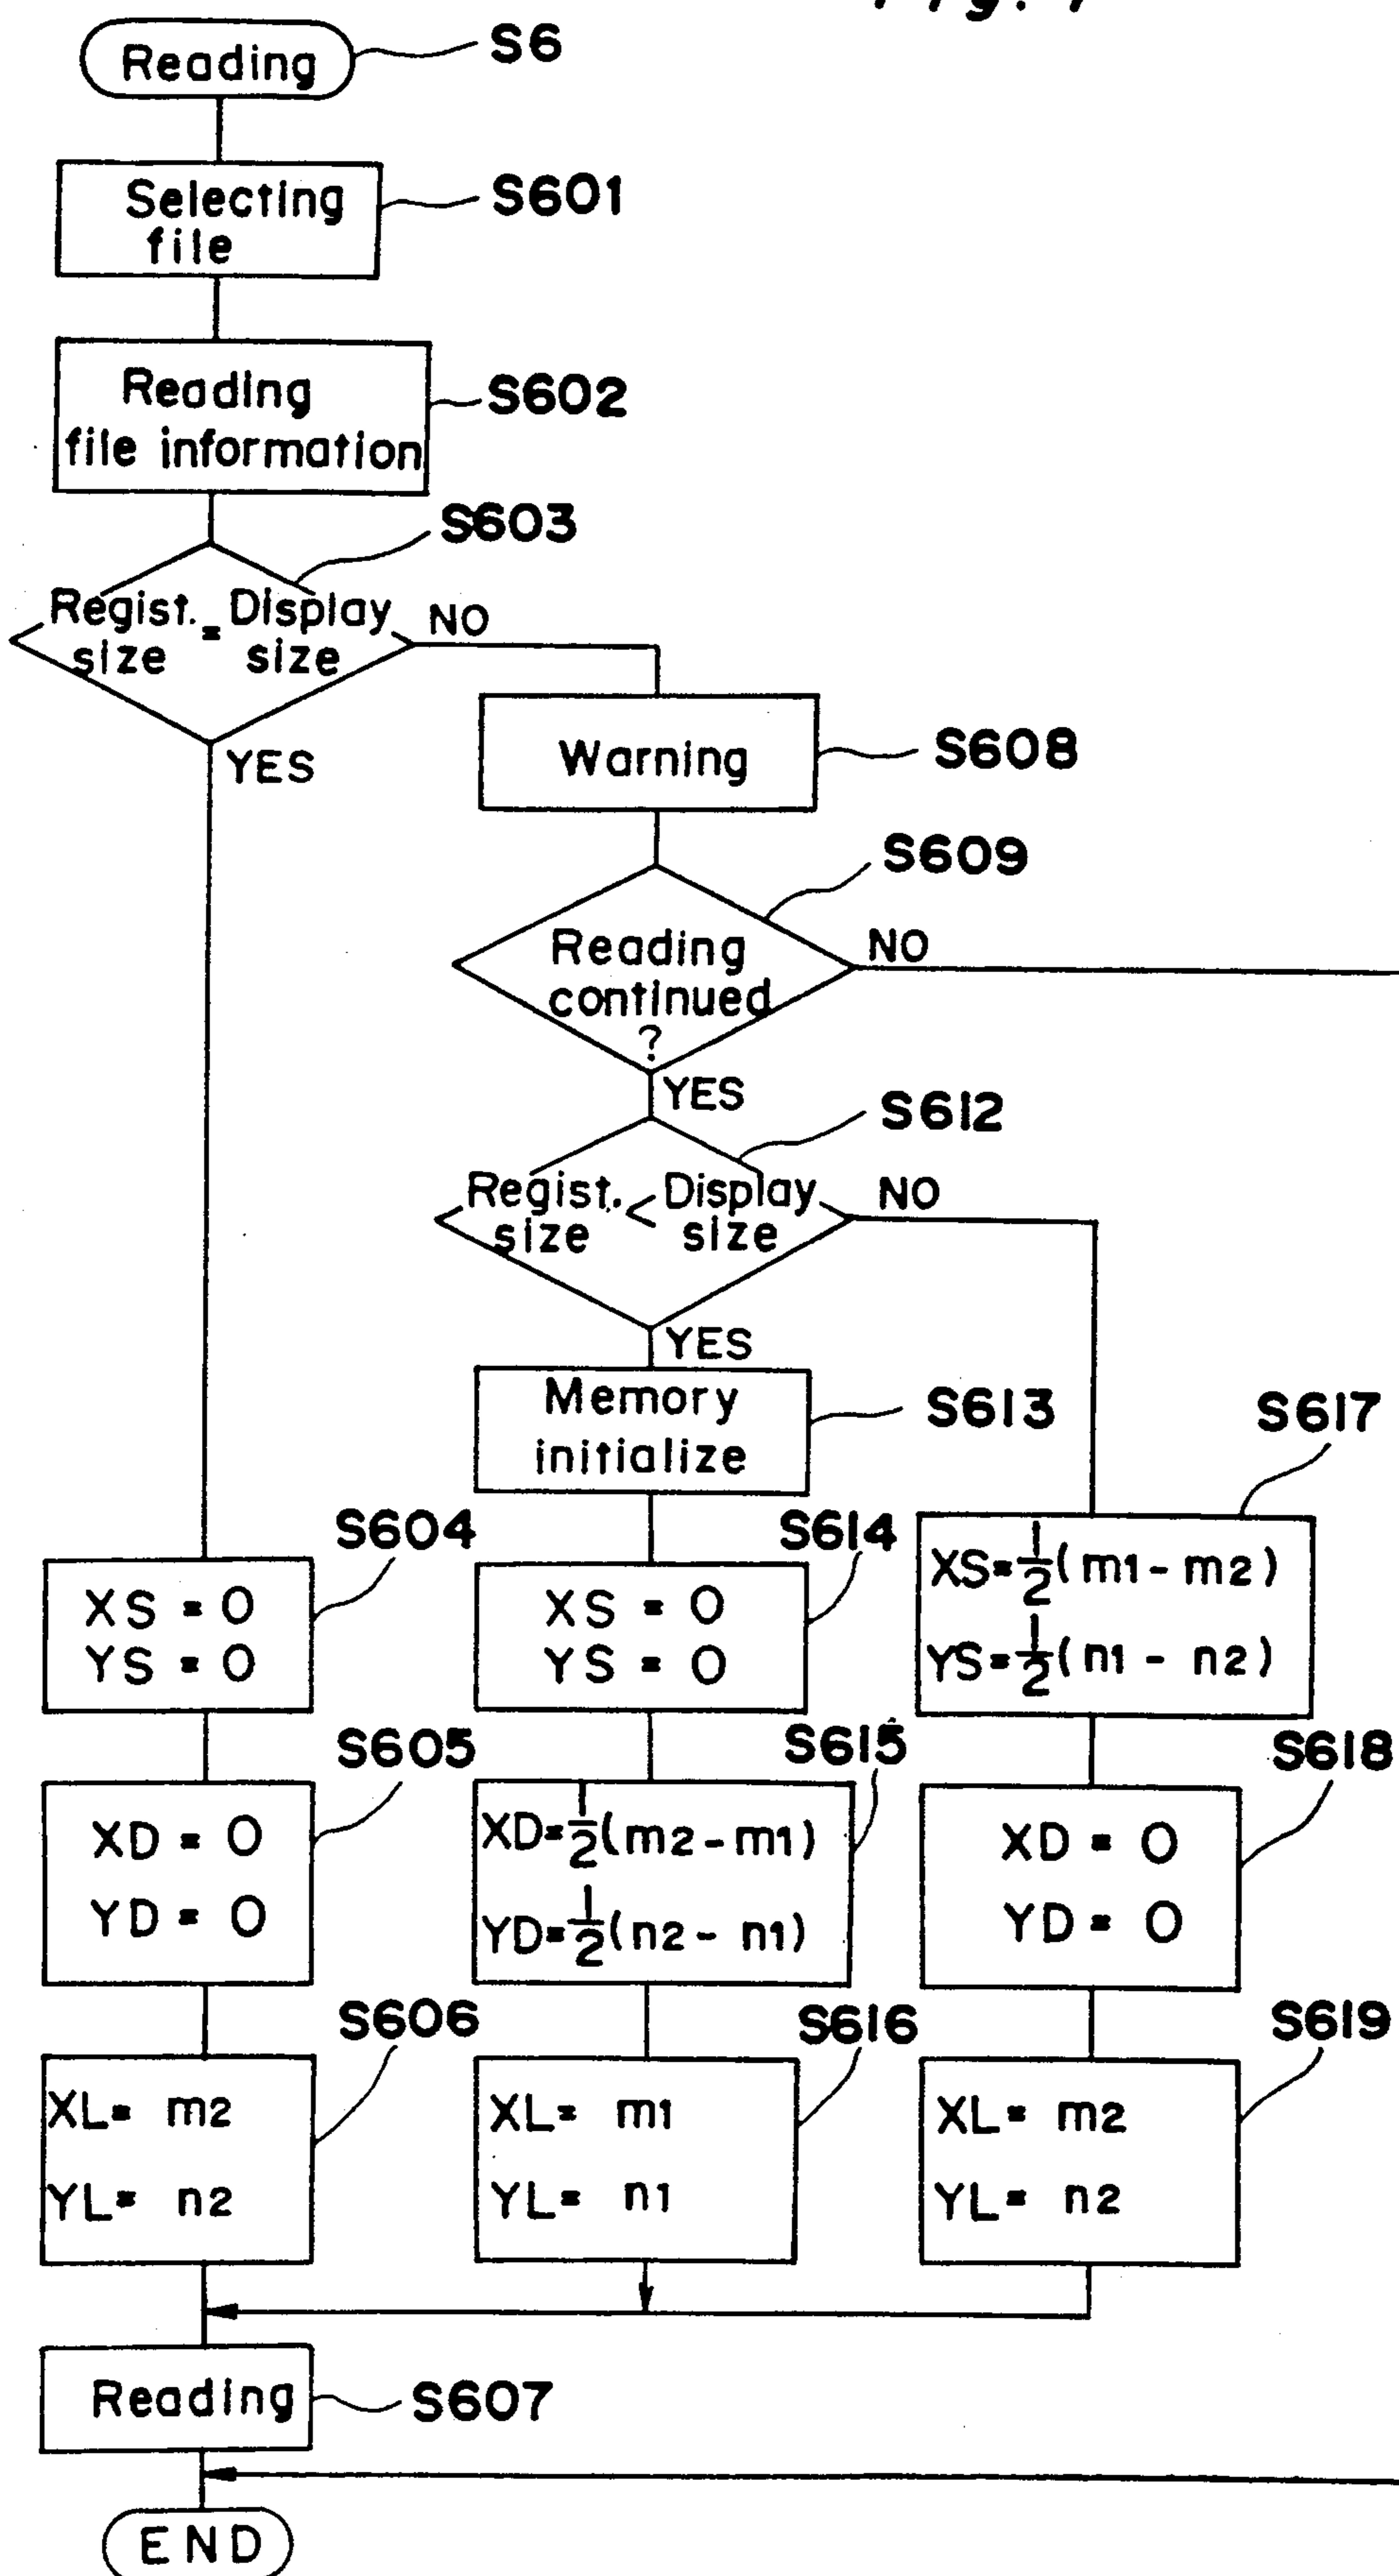 Reading
S6
Selecting
file
S601
Reading
file information
S602
S603
Regist. = Display
size size
NO
YES
Warning
S608
S609
Reading
continued
?
NO
YES
S612
Regist. < Display
size size
NO
YES
Memory
initialize
S613
S617
XS=1/2(m1-m2)
YS=1/2(n1-n2)
S604
XS = 0
YS = 0
S614
XS = 0
YS = 0
S605
XD = 0
YD = 0
S615
XD=1/2(m2-m1)
YD=1/2(n2-n1)
S618
XD = 0
YD = 0
S606
XL= m2
YL= n2
S616
XL= m1
YL= n1
S619
XL= m2
YL= n2
Reading
S607
END